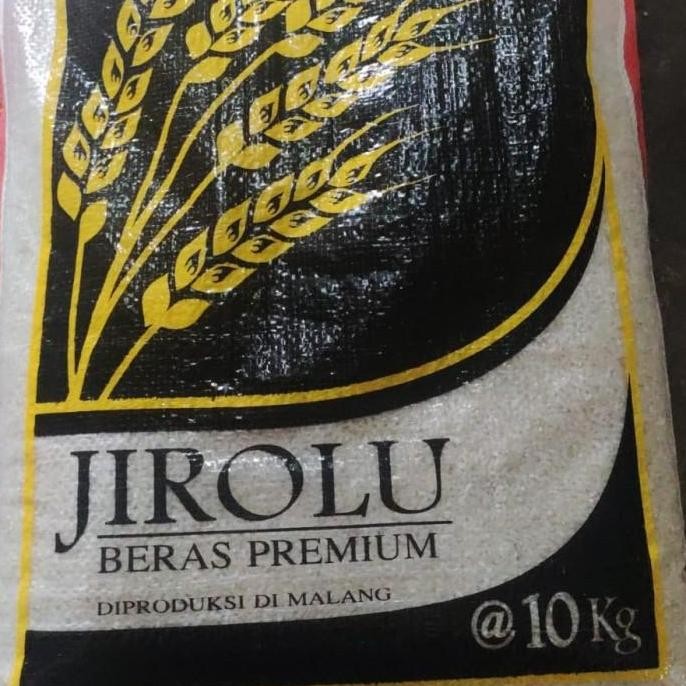 JIROLU
BERAS PREMIUM
DIPRODUKSI DI MALANG
@ 10 Kg